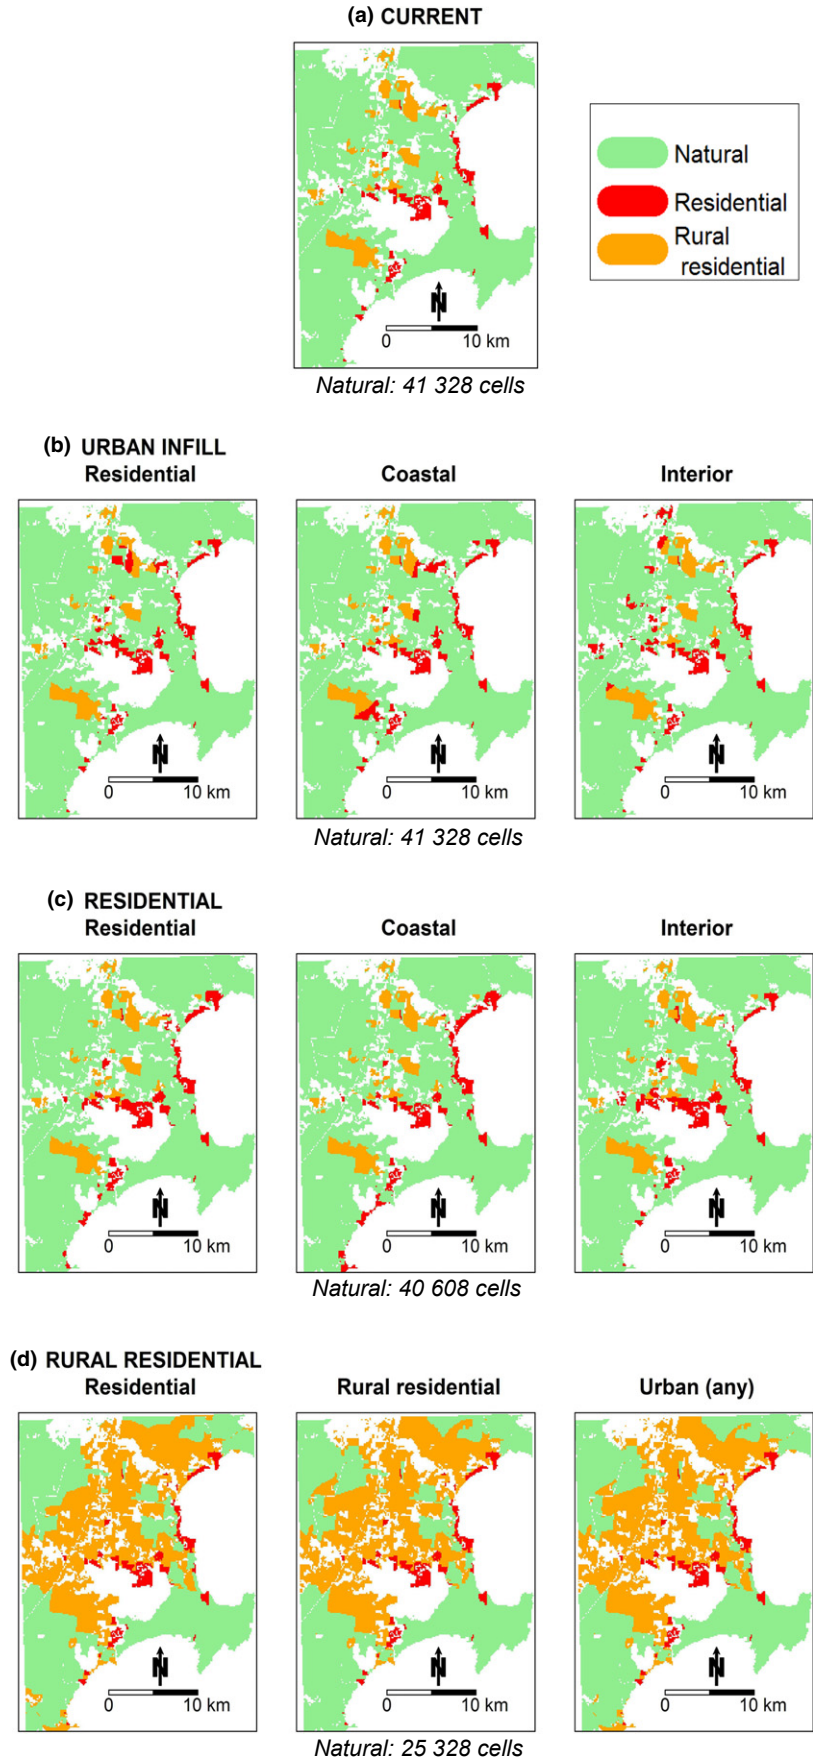 (a) CURRENT
Natural
Residential
Rural
residential
N
0 10 km
Natural: 41 328 cells
(b) URBAN INFILL
Residential Coastal Interior
N N N
0 10 km 0 10 km 0 10 km
Natural: 41 328 cells
(c) RESIDENTIAL
Residential Coastal Interior
N N N
0 10 km 0 10 km 0 10 km
Natural: 40 608 cells
(d) RURAL RESIDENTIAL
Residential Rural residential Urban (any)
N N N
0 10 km 0 10 km 0 10 km
Natural: 25 328 cells